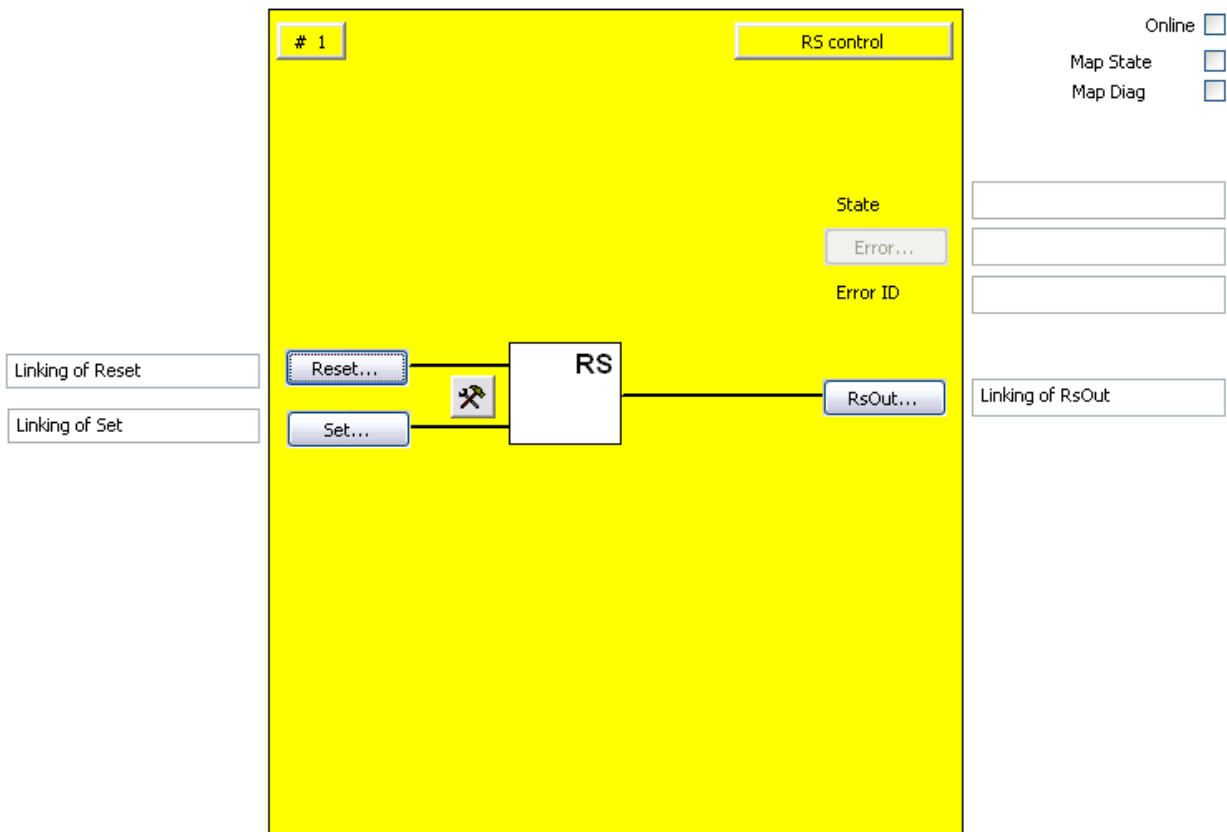 # 1
RS control
Online
Map State
Map Diag
State
Error...
Error ID
Linking of Reset
Reset...
RS
RsOut...
Linking of RsOut
Linking of Set
Set...